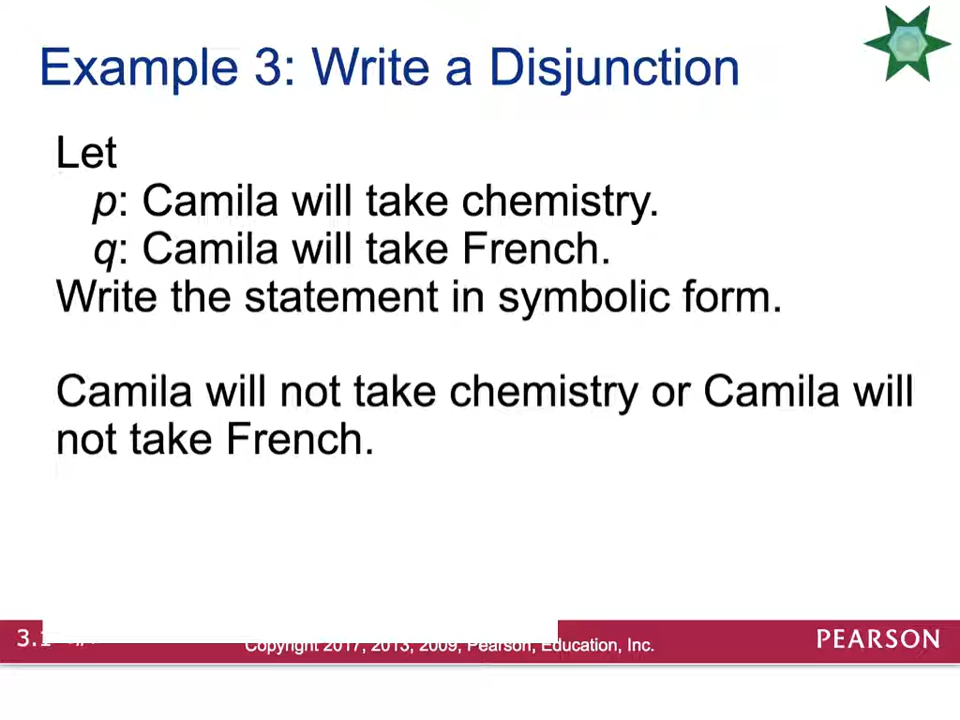 Example 3: Write a Disjunction
Let
p: Camila will take chemistry.
q: Camila will take French.
Write the statement in symbolic form.
Camila will not take chemistry or Camila will
not take French.
3.1
Copyright 2017, 2013, 2009, Pearson, Education, Inc.
PEARSON